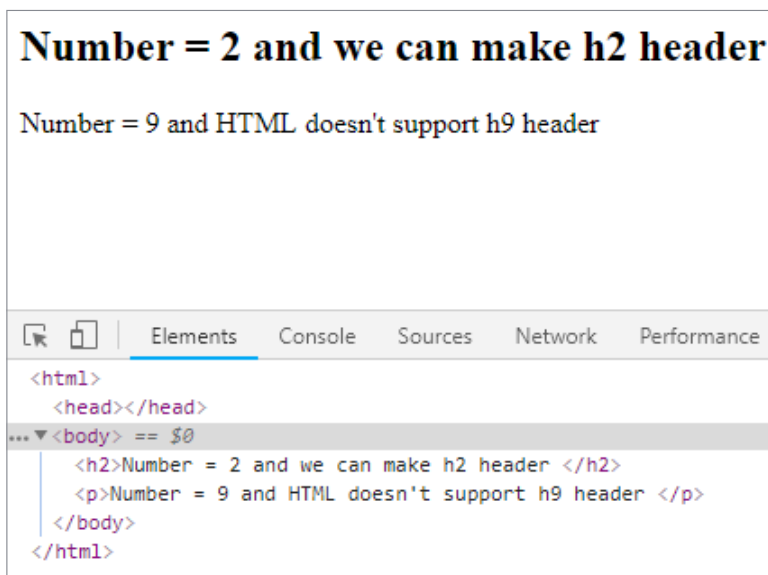 Number = 2 and we can make h2 header
Number = 9 and HTML doesn't support h9 header
Elements Console Sources Network Performance
<html>
<head></head>
... ▼<body> == $0
<h2>Number = 2 and we can make h2 header </h2>
<p>Number = 9 and HTML doesn't support h9 header </p>
</body>
</html>